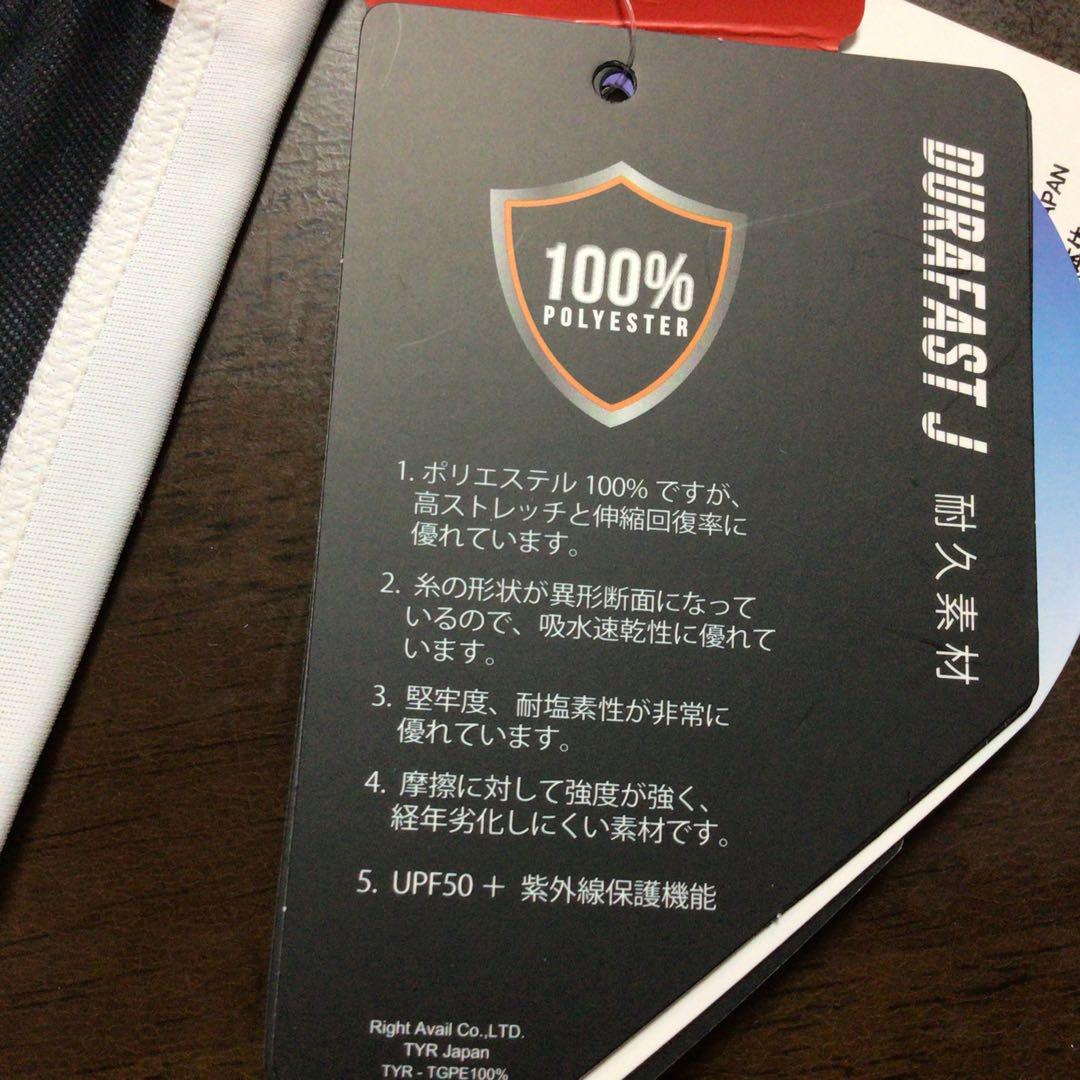 100%
POLYESTER
DURAFAST J 耐久素材
1. ポリエステル 100% ですが、
高ストレッチと伸縮回復率に
優れています。
2. 糸の形状が異形断面になって
いるので、吸水速乾性に優れて
います。
3. 堅牢度、耐塩素性が非常に
優れています。
4. 摩擦に対して強度が強く、
経年劣化しにくい素材です。
5. UPF50 + 紫外線保護機能
Right Avail Co.,LTD.
TYR Japan
TYR - TGPE100%